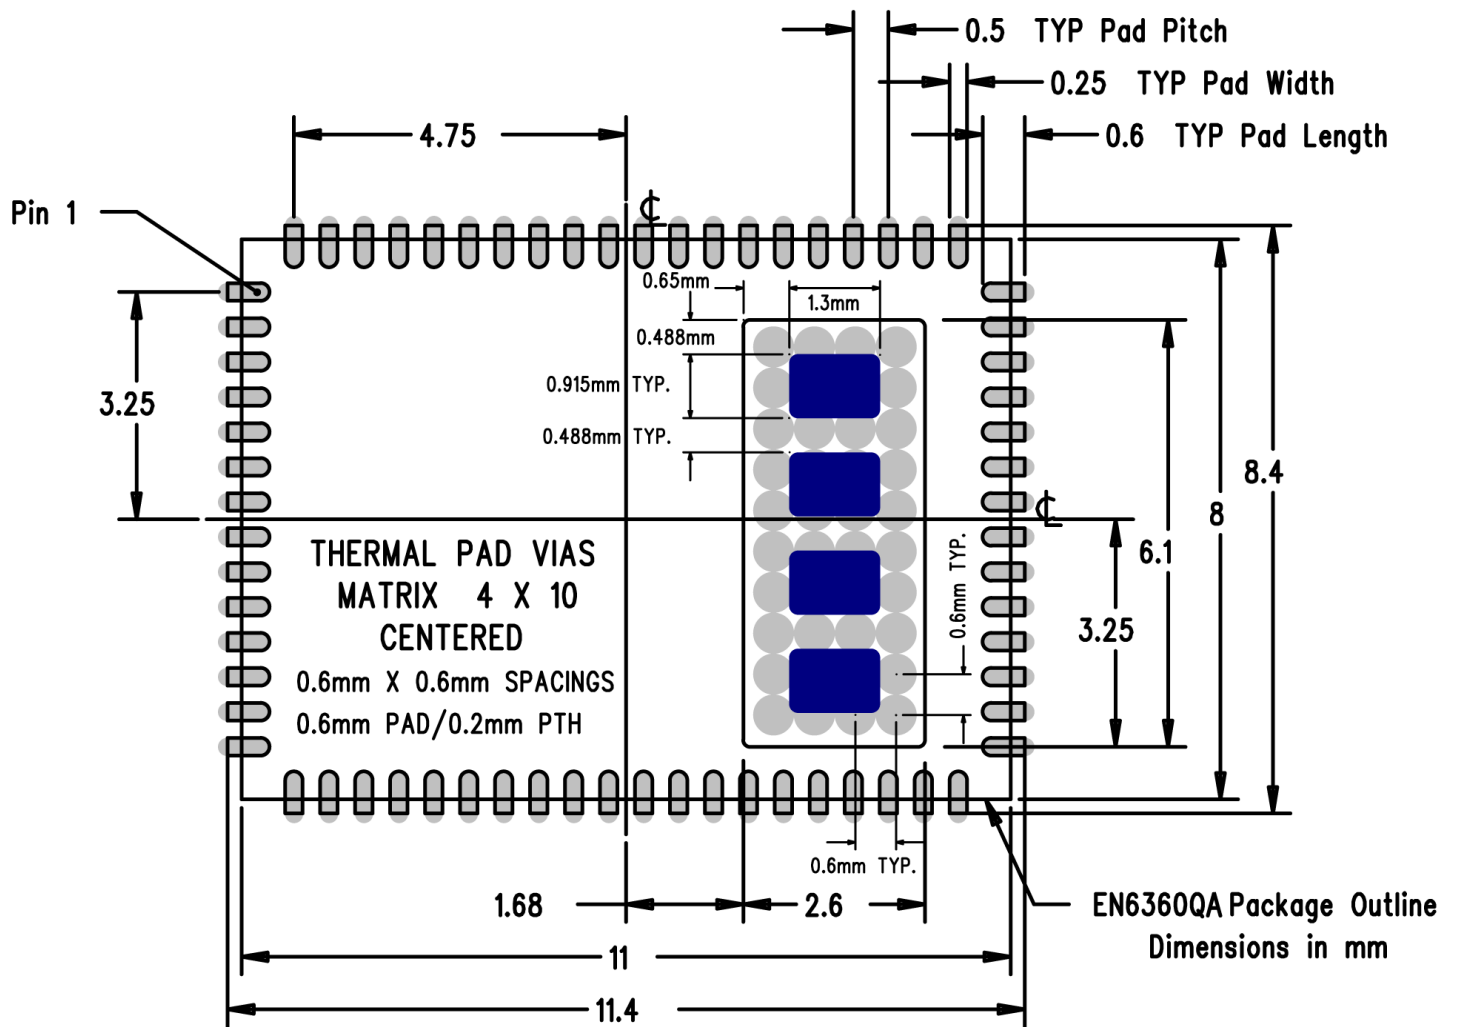 0.5 TYP Pad Pitch
0.25 TYP Pad Width
4.75
0.6 TYP Pad Length
Pin 1
℄
0.65mm
1.3mm
0.488mm
0.915mm TYP.
3.25
0.488mm TYP.
8.4
℄
8
THERMAL PAD VIAS
6.1
MATRIX 4 X 10
0.6mm TYP.
CENTERED
3.25
0.6mm X 0.6mm SPACINGS
0.6mm PAD/0.2mm PTH
0.6mm TYP.
1.68
2.6
EN6360QA Package Outline
Dimensions in mm
11
11.4